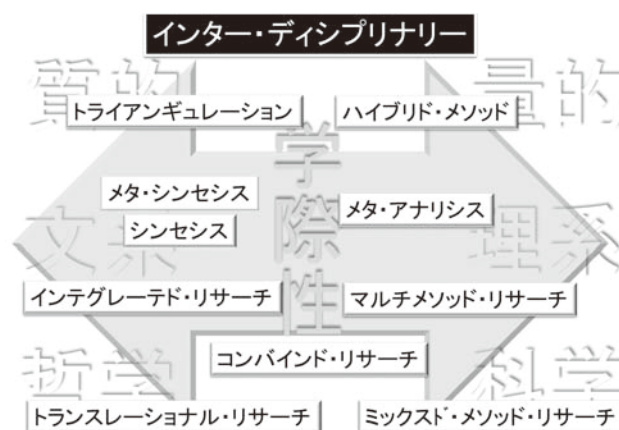 インター・ディシプリナリー
質的
量的
トライアンギュレーション
ハイブリド・メソッド
学際性
メタ・シンセシス
メタ・アナリシス
シンセシス
文系
理系
インテグレーテド・リサーチ
マルチメソッド・リサーチ
コンバインド・リサーチ
哲学
科学
トランスレーショナル・リサーチ
ミックスド・メソッド・リサーチ